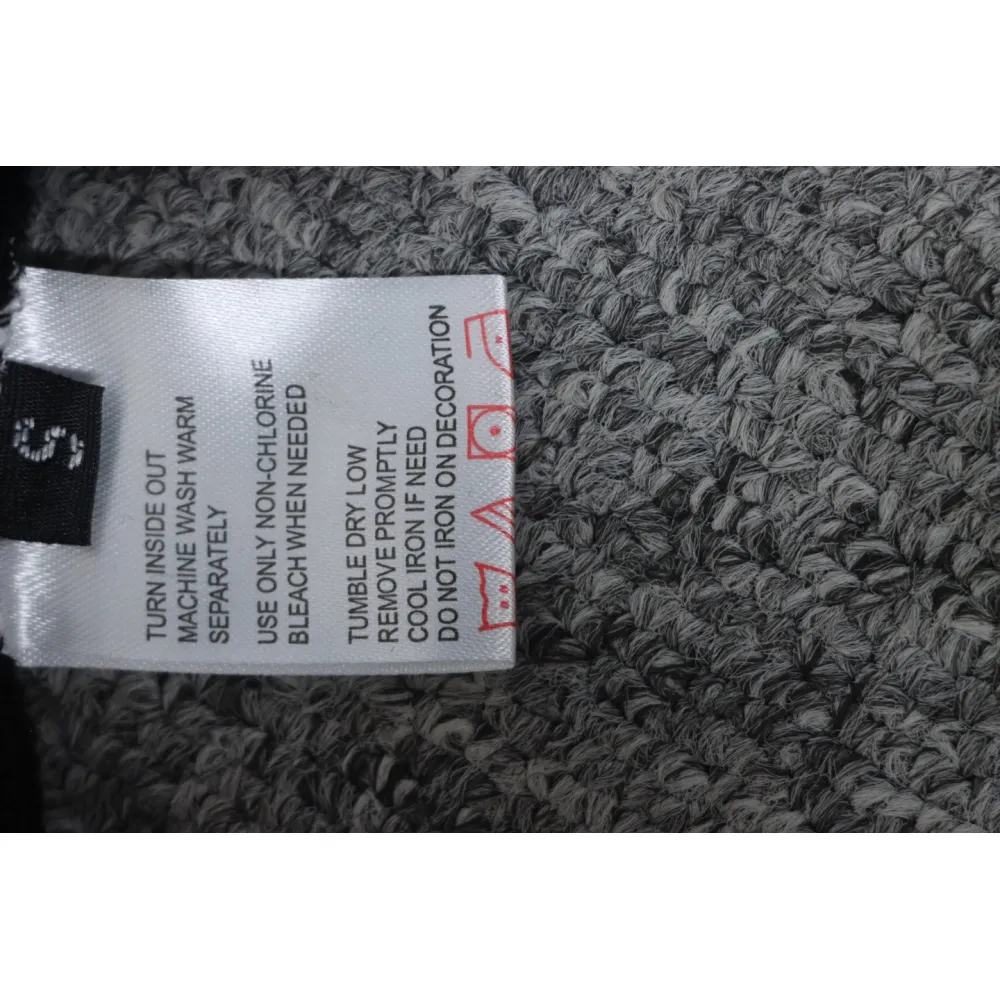 S
TURN INSIDE OUT
MACHINE WASH WARM
SEPARATELY
USE ONLY NON-CHLORINE
BLEACH WHEN NEEDED
TUMBLE DRY LOW
REMOVE PROMPTLY
COOL IRON IF NEED
DO NOT IRON ON DECORATION